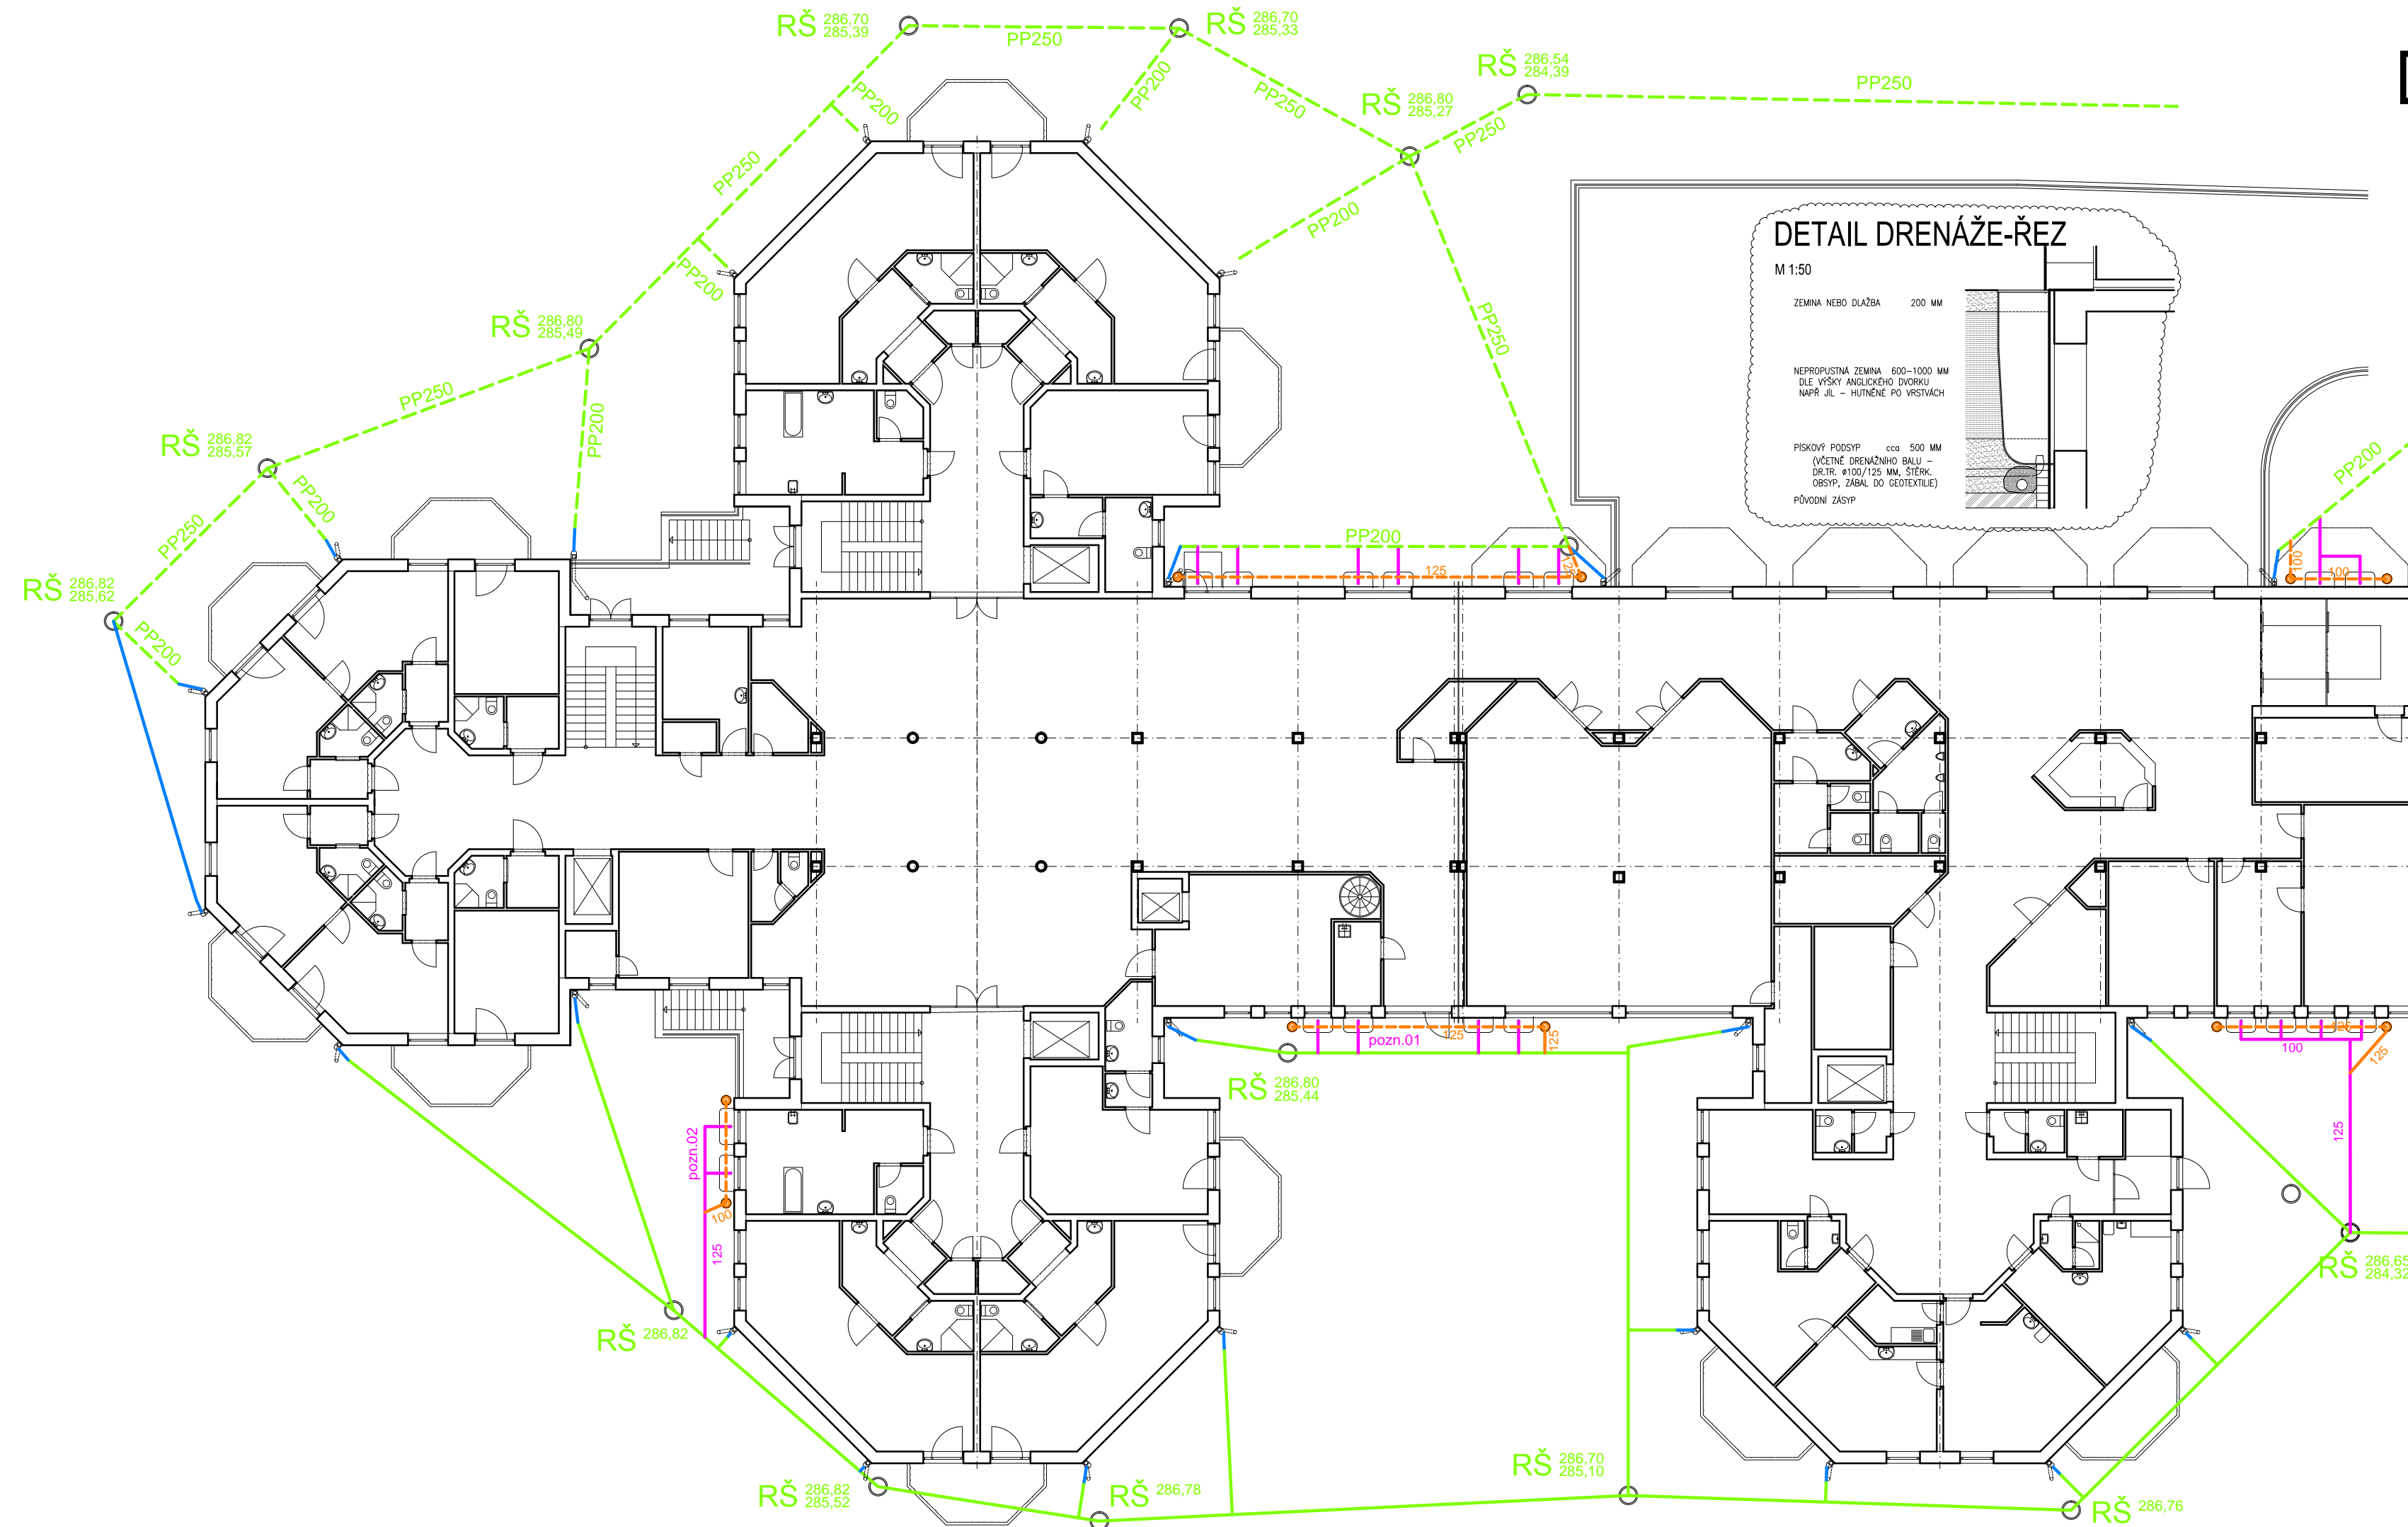 RŠ 286,70
285,39
PP250
RŠ 286,70
285,33
PP200
PP200
PP250
RŠ 286,54
284,39
PP250
RŠ 286,80
285,27
PP250
PP250
PP200
PP200
DETAIL DRENÁŽE-ŘEZ
M 1:50
ZEMINA NEBO DLAŽBA 200 MM
NEPROPUSTNÁ ZEMINA 600-1000 MM
DLE VÝŠKY ANGLICKÉHO DVORKU
NAPŘ JÍL - HUTNĚNÉ PO VRSTVÁCH
PÍSKOVÝ PODSYP cca 500 MM
(VČETNĚ DRENÁŽNÍHO BALU -
DR.TR. ø100/125 MM, ŠTĚRK.
OBSYP, ZÁBAL DO GEOTEXTILIE)
PŮVODNÍ ZÁSYP
RŠ 286,80
285,49
PP250
PP250
PP200
RŠ 286,82
285,57
PP200
PP250
PP200
PP200
125
125
100
100
RŠ 286,82
285,62
PP200
pozn.01
125
125
RŠ 286,80
285,44
125
100
125
125
pozn.02
100
125
RŠ 286,65
284,32
RŠ 286,82
RŠ 286,70
285,10
RŠ 286,82
285,52
RŠ 286,78
RŠ 286,76